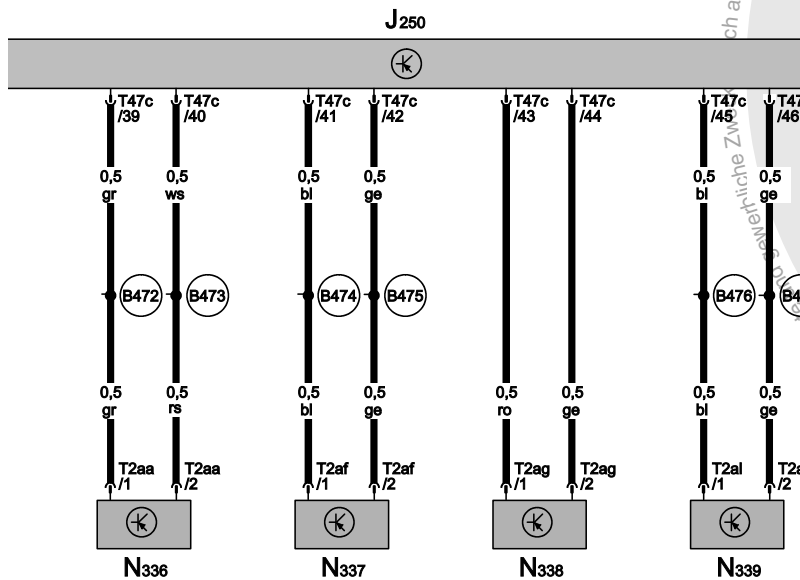 J250
T47c T47c T47c T47c T47c T47c T47c
/39 /40 /41 /42 /43 /44 /45 /46
0,5 0,5 0,5 0,5 0,5 0,5
gr ws bl ge bl ge
B472 B473 B474 B475 B476
0,5 0,5 0,5 0,5 0,5 0,5 0,5 0,5
gr rs bl ge ro ge bl ge
T2aa T2aa T2af T2af T2ag T2ag T2al
/1 /2 /1 /2 /1 /2 /1 /2
N336 N337 N338 N339